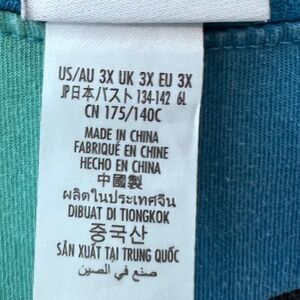 US/AU 3X UK 3X EU 3X
JP日本バスト 134-142 6L
CN 175/140C
MADE IN CHINA
FABRIQUÉ EN CHINE
HECHO EN CHINA
中國製
ผลิตในประเทศจีน
DIBUAT DI TIONGKOK
중국산
SẢN XUẤT TẠI TRUNG QUỐC
صنع في الصين